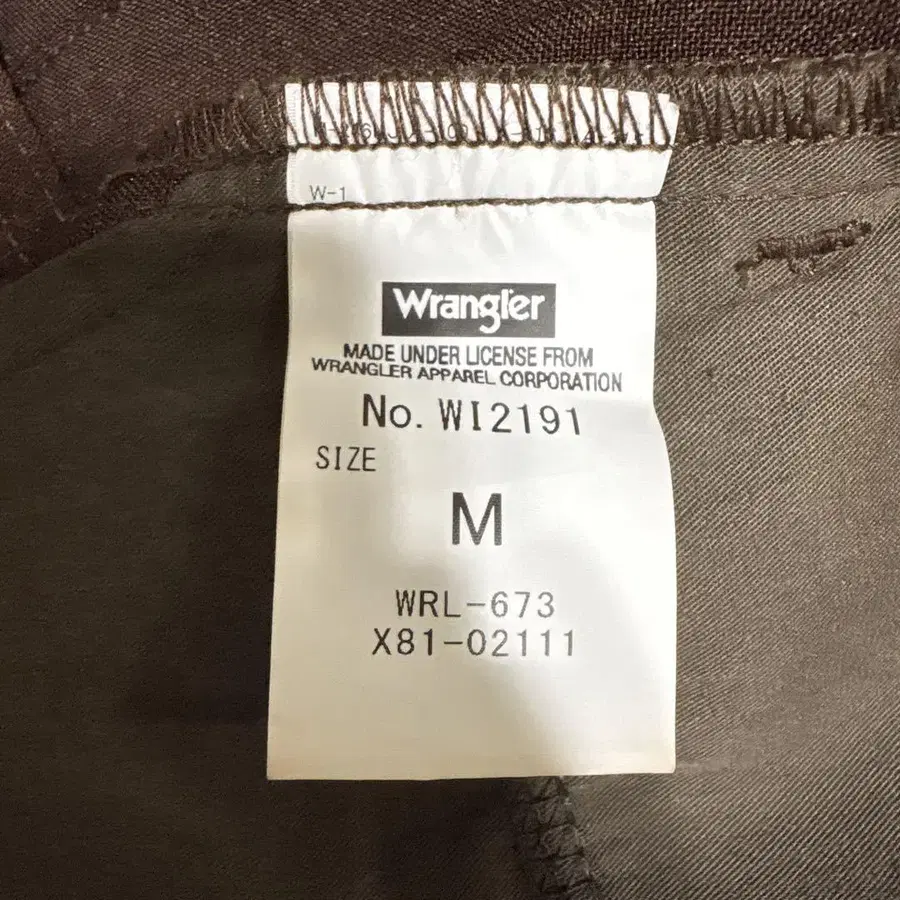 W-1
Wrangler
MADE UNDER LICENSE FROM
WRANGLER APPAREL CORPORATION
No. WI2191
SIZE
M
WRL-673
X81-02111